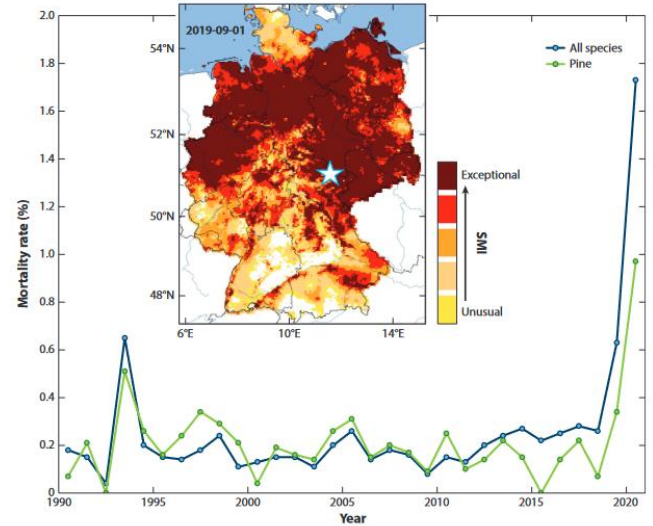 2.0
1.8
1.6
1.4
1.2
1.0
0.8
0.6
0.4
0.2
0
Mortality rate (%)
1990
1995
2000
2005
2010
2015
2020
Year
2019-09-01
54°N
52°N
50°N
48°N
6°E
10°E
14°E
All species
Pine
Exceptional
SMI
Unusual